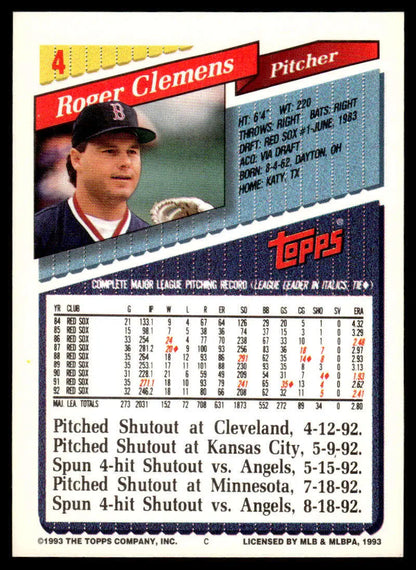 4
Roger Clemens
Pitcher
HT: 6'4" WT: 220
THROWS: RIGHT BATS: RIGHT
DRFT: RED SOX #1-JUNE, 1983
ACQ: VIA DRAFT
BORN: 8-4-62, DAYTON, OH
HOME: KATY, TX
B
TOPPS®
COMPLETE MAJOR LEAGUE PITCHING RECORD (LEAGUE LEADER IN ITALICS, TIE◆)
YR CLUB G IP W L R ER SO BB GS CG SHO SV ERA
84 RED SOX 21 133.1 9 4 67 64 126 29 20 5 1 0 4.32
85 RED SOX 15 98.1 7 5 38 36 74 37 15 3 1 0 3.29
86 RED SOX 33 254 24 4 77 70 238 67 33 10 1 0 2.48
87 RED SOX 36 281.2 20◆ 9 100 93 256 83 36 18 7 0 2.97
88 RED SOX 35 264 18 12 93 86 291 62 35 14◆ 8 0 2.93
89 RED SOX 35 253.1 17 11 101 88 230 93 35 8 3 0 3.13
90 RED SOX 31 228.1 21 6 59 49 209 54 31 7 4◆ 0 1.93
91 RED SOX 35 271.1 18 10 93 79 241 65 35◆ 13 4 0 2.62
92 RED SOX 32 246.2 18 11 80 66 208 62 32 11 5 0 2.41
MAJ. LEA. TOTALS 273 2031 152 72 708 631 1873 552 272 89 34 0 2.80
Pitched Shutout at Cleveland, 4-12-92.
Pitched Shutout at Kansas City, 5-9-92.
Spun 4-hit Shutout vs. Angels, 5-15-92.
Pitched Shutout at Minnesota, 7-18-92.
Spun 4-hit Shutout vs. Angels, 8-18-92.
©1993 THE TOPPS COMPANY, INC. C LICENSED BY MLB & MLBPA, 1993